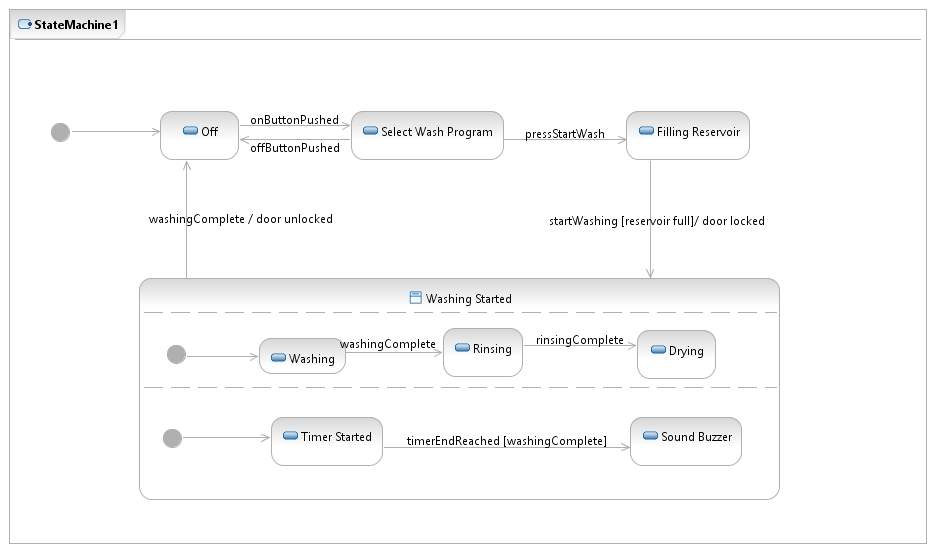 StateMachine1
onButtonPushed
Off
Select Wash Program
Filling Reservoir
pressStartWash
offButtonPushed
washingComplete / door unlocked
startWashing [reservoir full]/ door locked
Washing Started
washingComplete
rinsingComplete
Washing
Rinsing
Drying
Timer Started
timerEndReached [washingComplete]
Sound Buzzer